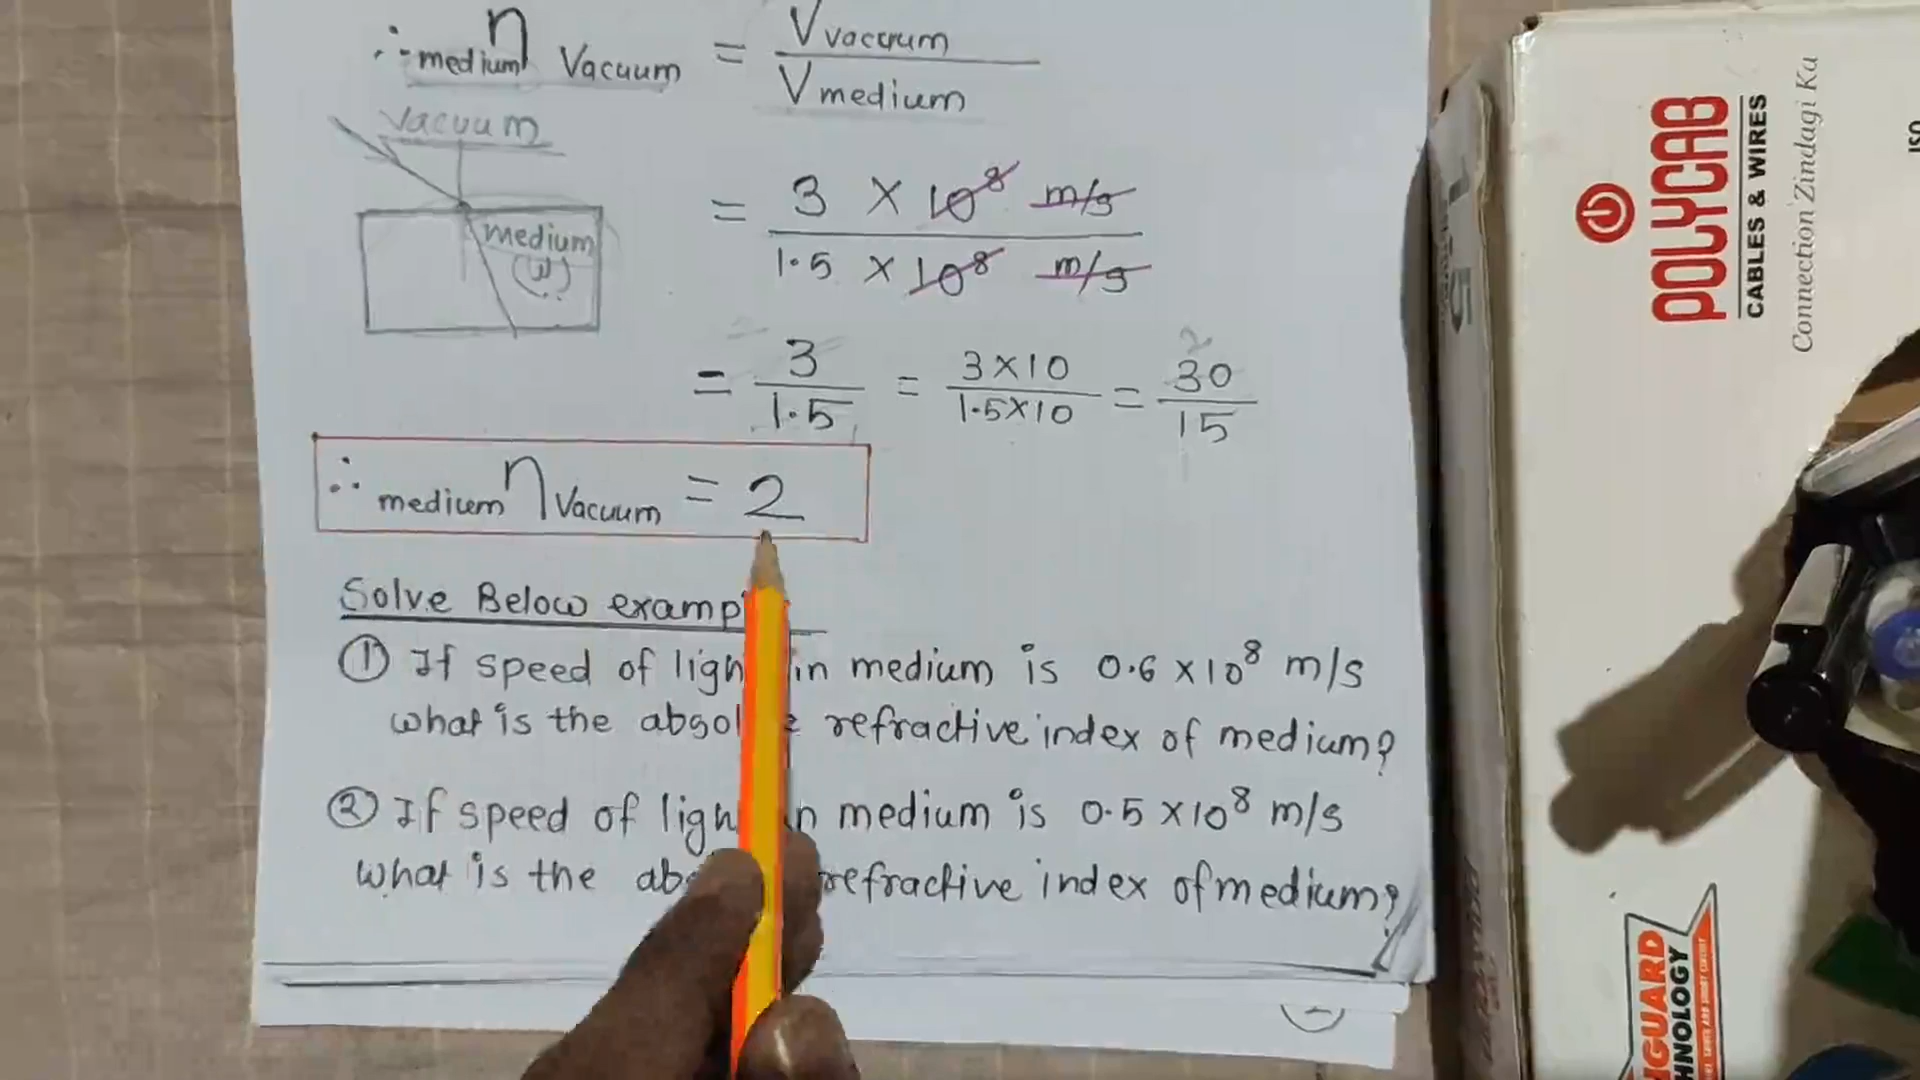 ∴ medium η Vacuum = V vacuum / V medium
vacuum
medium
= 3 × 10⁸ m/s / 1.5 × 10⁸ m/s
= 3 / 1.5 = 3×10 / 1.5×10 = 30 / 15
∴ medium η Vacuum = 2
Solve Below examp
① If speed of ligh in medium is 0.6 ×10⁸ m/s
what is the absol e refractive index of medium?
② If speed of ligh n medium is 0.5 ×10⁸ m/s
what is the abs refractive index of medium?
POLYCAB
CABLES & WIRES
Connection Zindagi Ka
GUARD
HNOLOGY